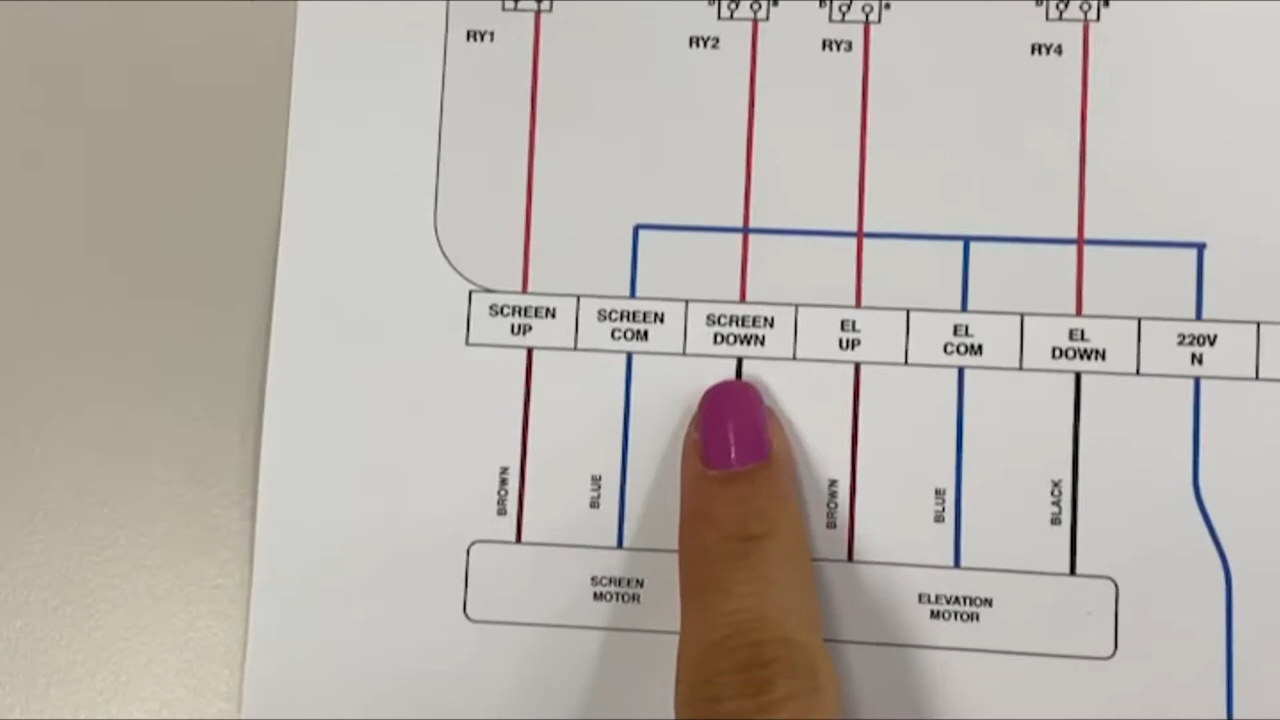 RY1
RY2
RY3
RY4
SCREEN
UP
SCREEN
COM
SCREEN
DOWN
EL
UP
EL
COM
EL
DOWN
220V
N
BROWN
BLUE
BROWN
BLUE
BLACK
SCREEN
MOTOR
ELEVATION
MOTOR